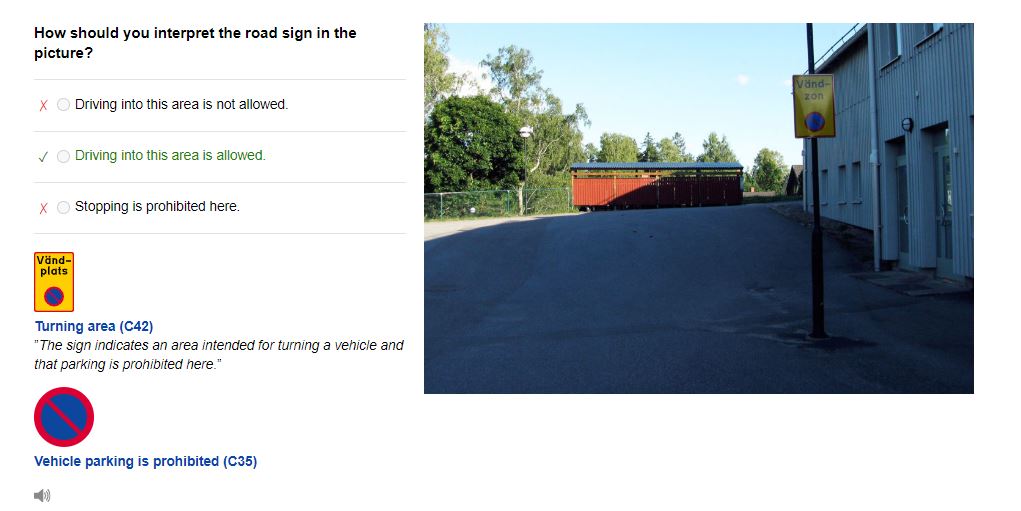 How should you interpret the road sign in the
picture?
Driving into this area is not allowed.
Driving into this area is allowed.
Stopping is prohibited here.
Vänd-
plats
Turning area (C42)
"The sign indicates an area intended for turning a vehicle and
that parking is prohibited here."
Vehicle parking is prohibited (C35)
Vänd-
zon